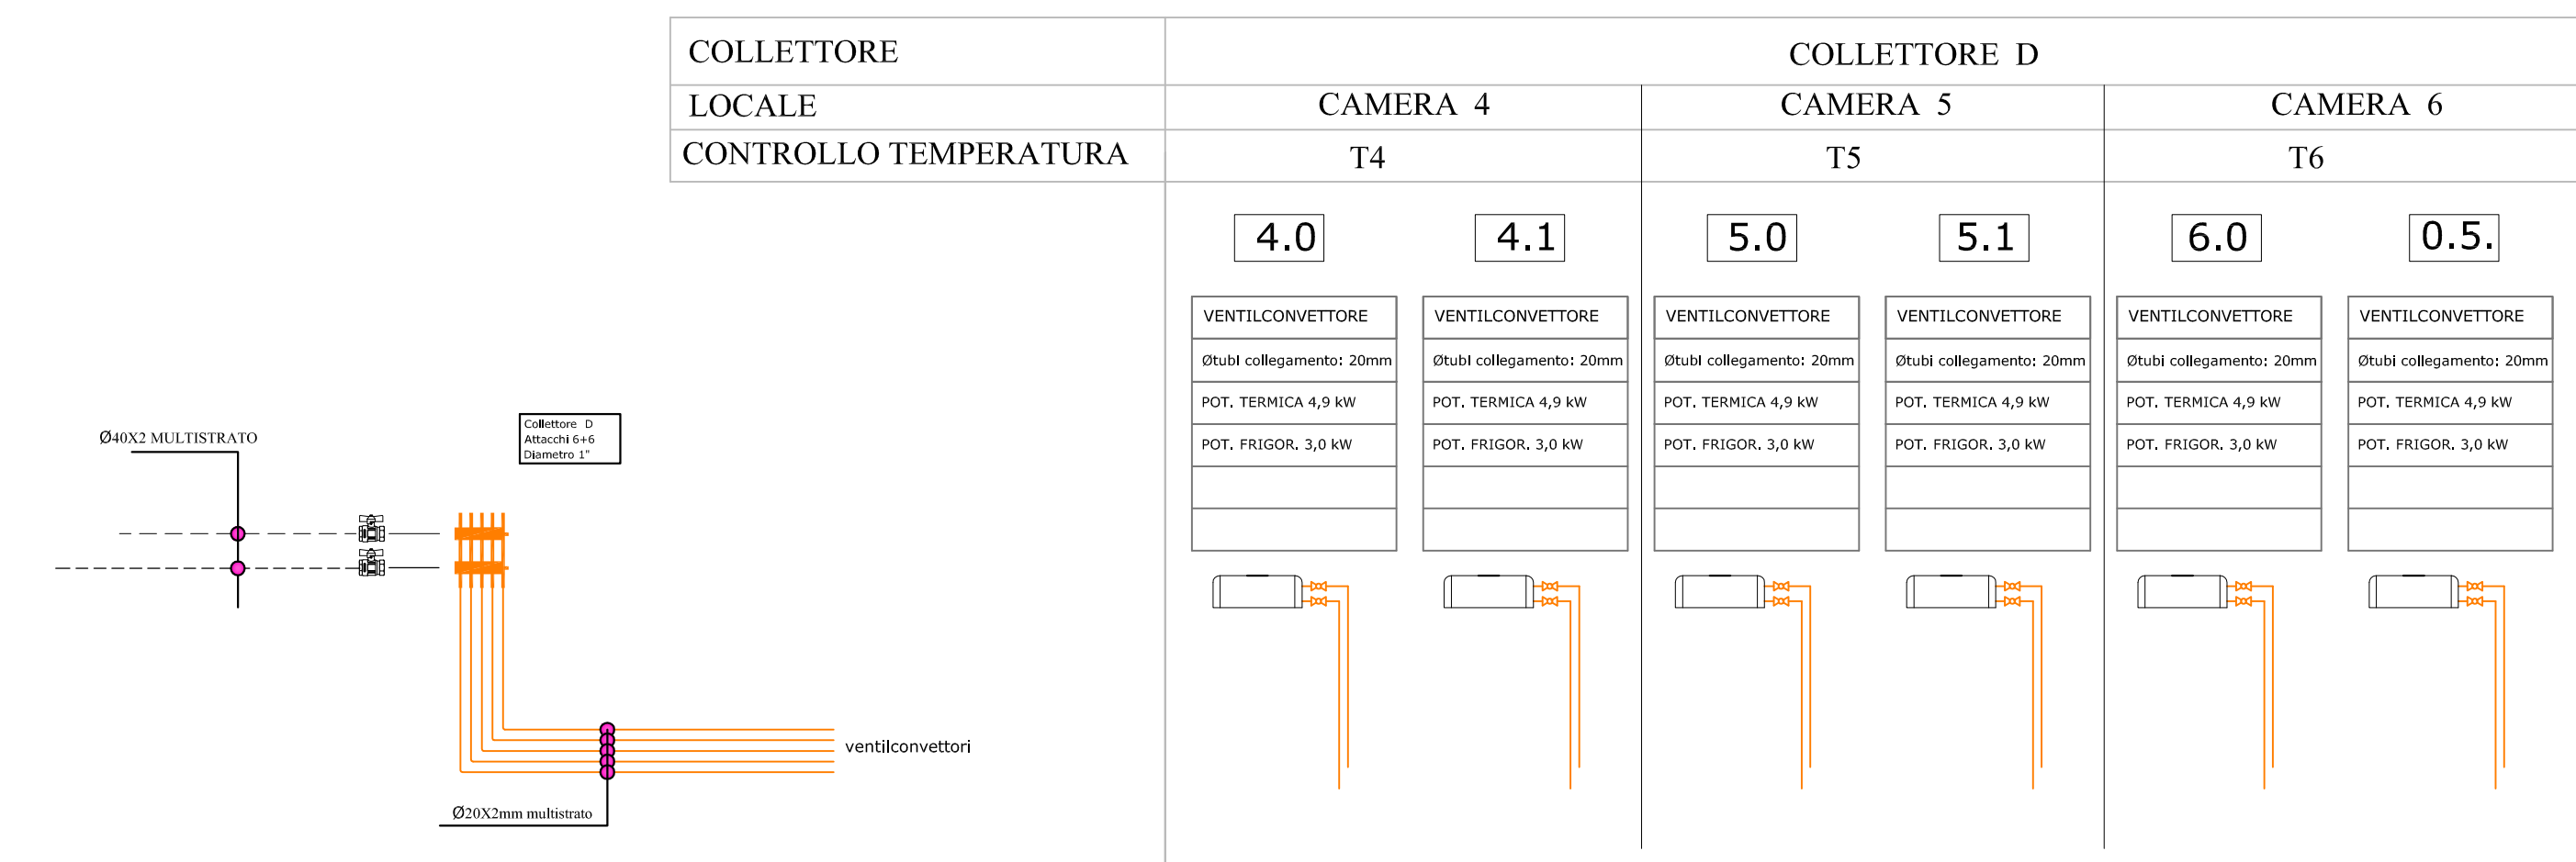 COLLETTORE COLLETTORE D
LOCALE CAMERA 4 CAMERA 5 CAMERA 6
CONTROLLO TEMPERATURA T4 T5 T6
4.0 4.1 5.0 5.1 6.0 0.5.
VENTILCONVETTORE VENTILCONVETTORE VENTILCONVETTORE VENTILCONVETTORE VENTILCONVETTORE VENTILCONVETTORE
Øtubi collegamento: 20mm Øtubi collegamento: 20mm Øtubi collegamento: 20mm Øtubi collegamento: 20mm Øtubi collegamento: 20mm Øtubi collegamento: 20mm
POT. TERMICA 4,9 kW POT. TERMICA 4,9 kW POT. TERMICA 4,9 kW POT. TERMICA 4,9 kW POT. TERMICA 4,9 kW POT. TERMICA 4,9 kW
POT. FRIGOR. 3,0 kW POT. FRIGOR. 3,0 kW POT. FRIGOR. 3,0 kW POT. FRIGOR. 3,0 kW POT. FRIGOR. 3,0 kW POT. FRIGOR. 3,0 kW
Collettore D
Attacchi 6+6
Diametro 1"
Ø40X2 MULTISTRATO
ventilconvettori
Ø20X2mm multistrato